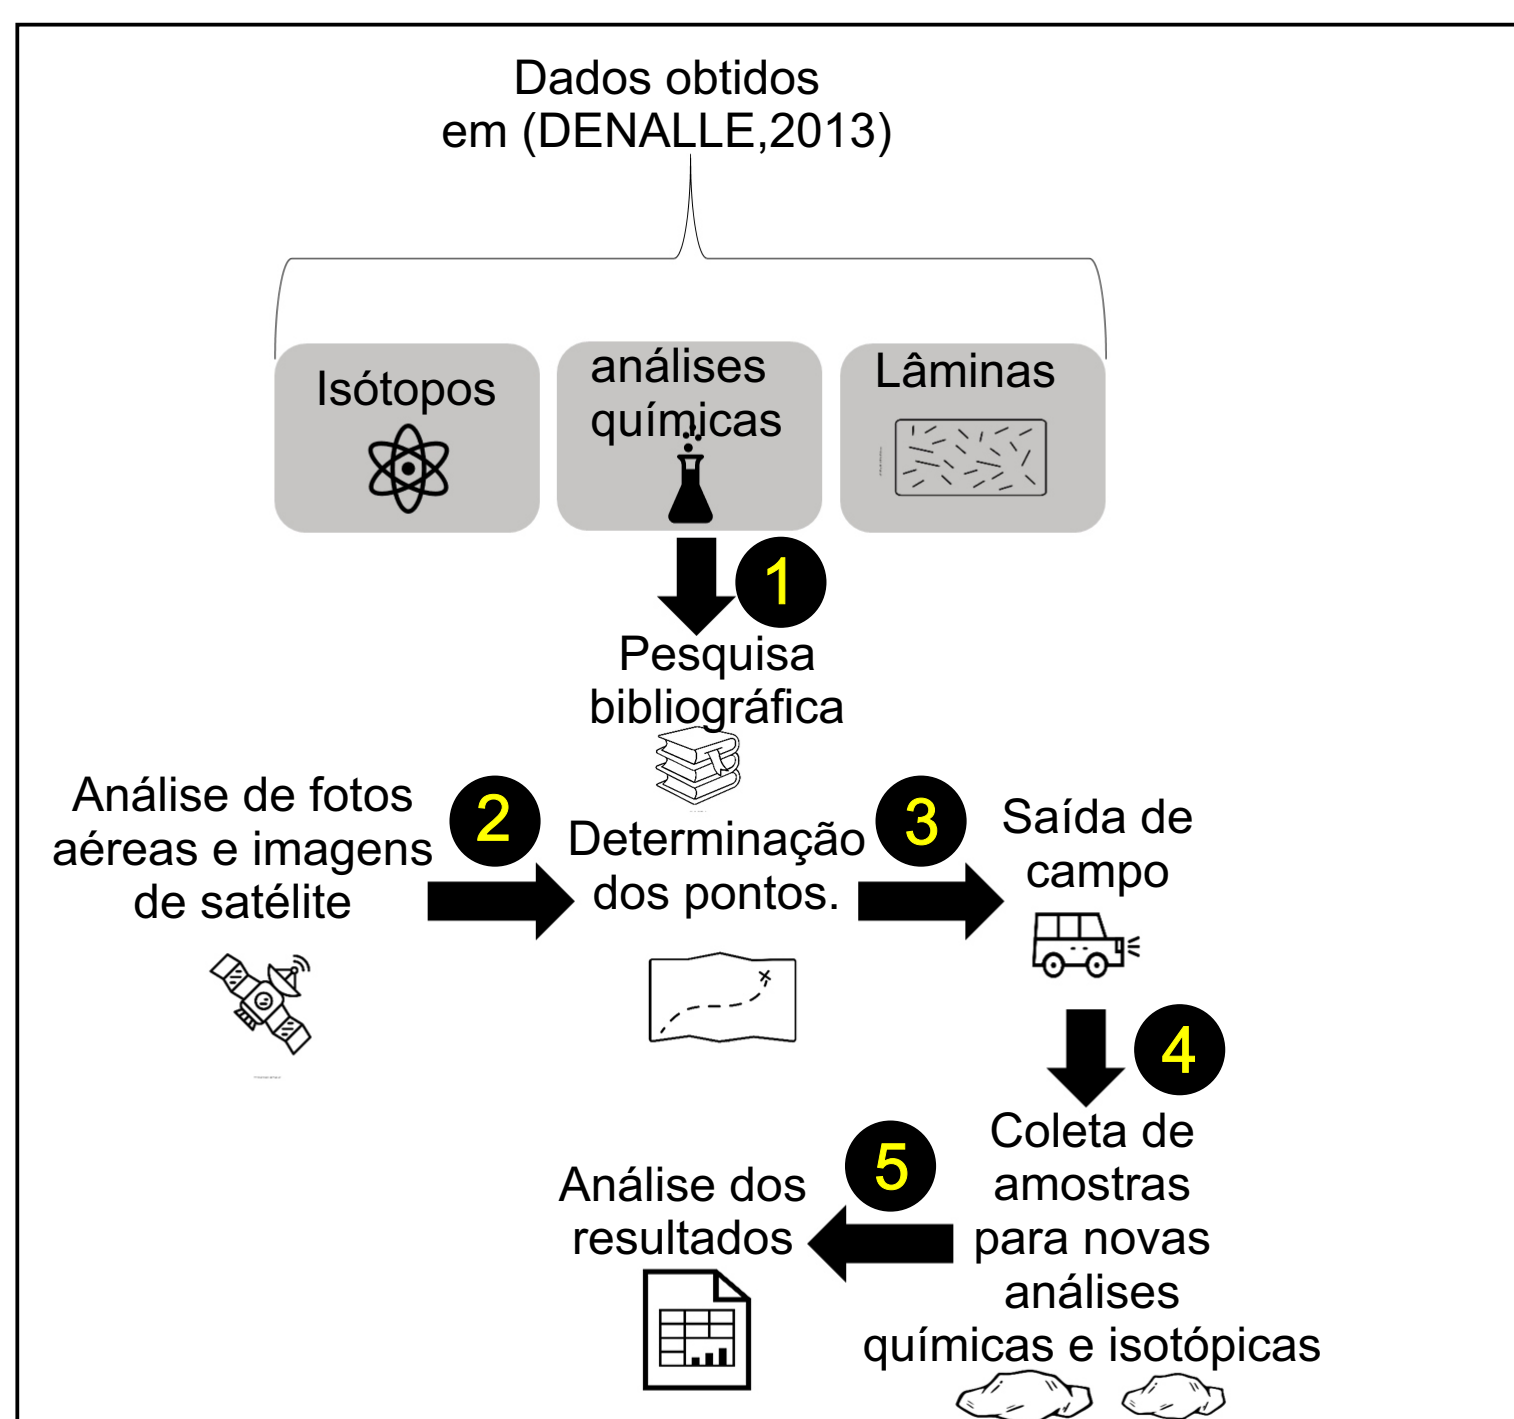 Dados obtidos
em (DENALLE,2013)
Isótopos
análises
químicas
Lâminas
1
Pesquisa
bibliográfica
Análise de fotos
aéreas e imagens
de satélite
2
Determinação
dos pontos.
3
Saída de
campo
4
Coleta de
amostras
para novas
análises
químicas e isotópicas
5
Análise dos
resultados